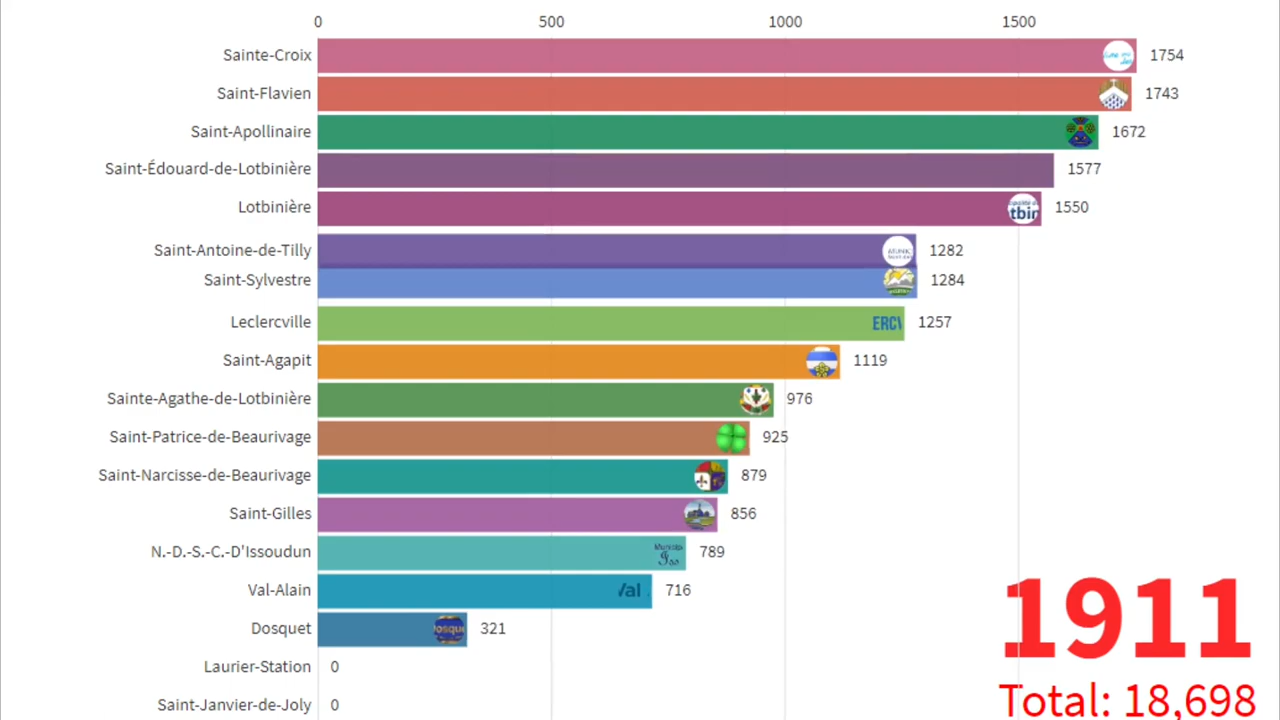 0 500 1000 1500
Sainte-Croix 1754
Saint-Flavien 1743
Saint-Apollinaire 1672
Saint-Édouard-de-Lotbinière 1577
Lotbinière tbir 1550
Saint-Antoine-de-Tilly 1282
Saint-Sylvestre 1284
Leclercville ERCV 1257
Saint-Agapit 1119
Sainte-Agathe-de-Lotbinière 976
Saint-Patrice-de-Beaurivage 925
Saint-Narcisse-de-Beaurivage 879
Saint-Gilles 856
N.-D.-S.-C.-D'Issoudun 789
Val-Alain Val 716
Dosquet 321
Laurier-Station 0
Saint-Janvier-de-Joly 0
1911
Total: 18,698